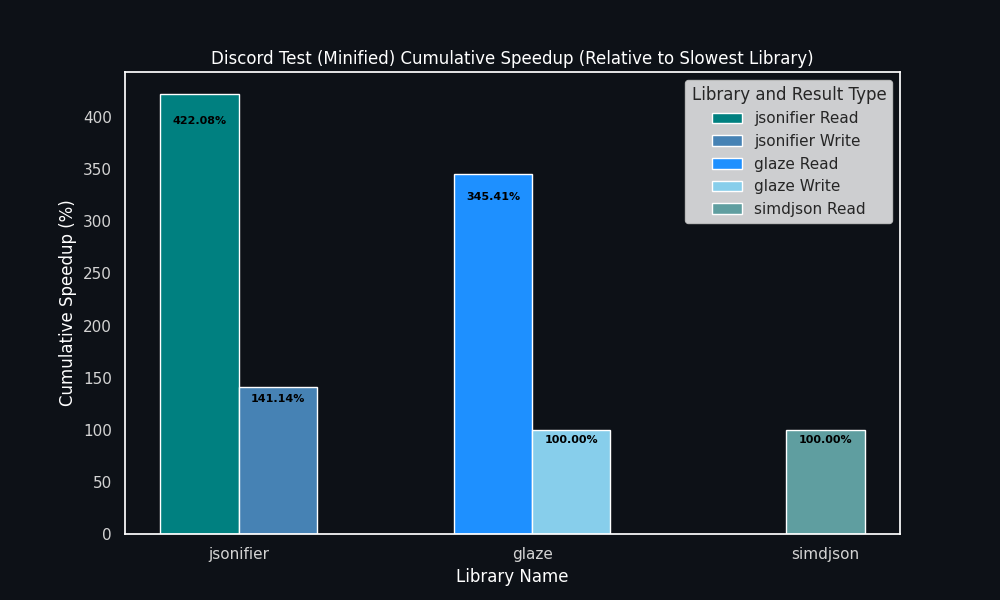 Discord Test (Minified) Cumulative Speedup (Relative to Slowest Library)
Library and Result Type
jsonifier Read
jsonifier Write
glaze Read
glaze Write
simdjson Read
Cumulative Speedup (%)
400
350
300
250
200
150
100
50
0
422.08%
141.14%
345.41%
100.00%
100.00%
jsonifier
glaze
simdjson
Library Name